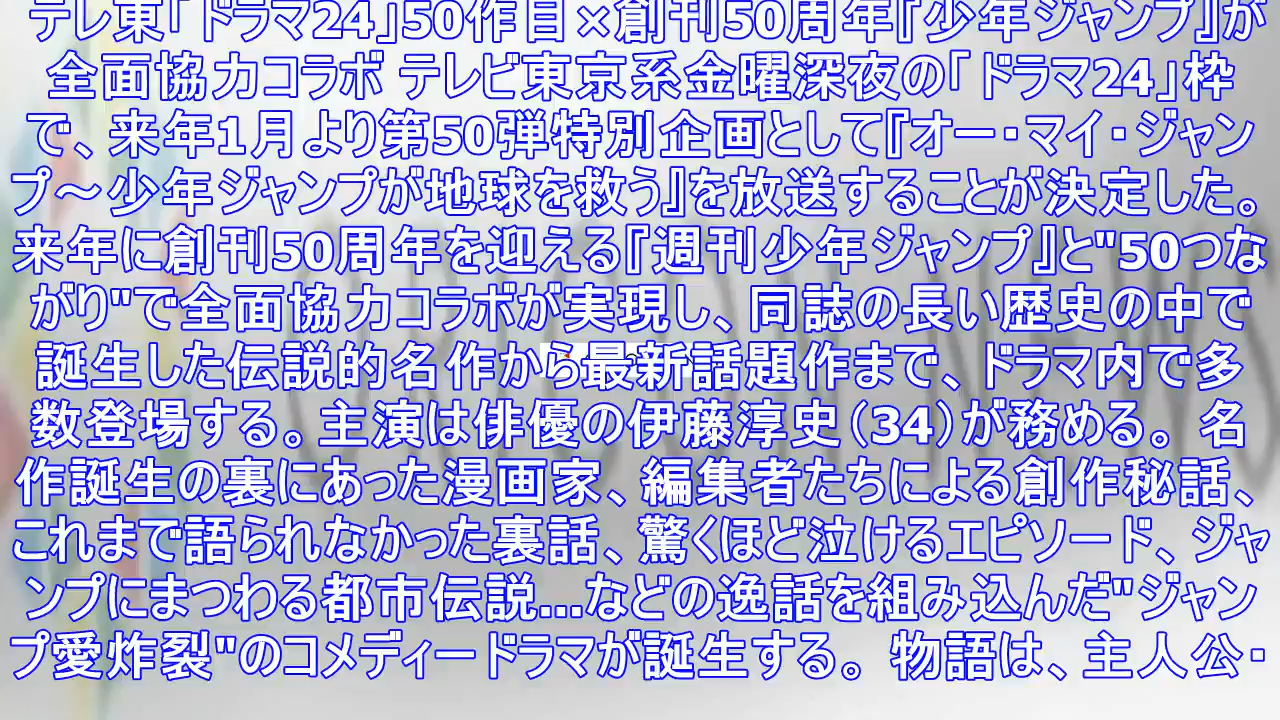 テレ東「ドラマ24」50作目×創刊50周年『少年ジャンプ』が
全面協力コラボ テレビ東京系金曜深夜の「ドラマ24」枠
で、来年1月より第50弾特別企画として『オー・マイ・ジャン
プ～少年ジャンプが地球を救う』を放送することが決定した。
来年に創刊50周年を迎える『週刊少年ジャンプ』と"50つな
がり"で全面協力コラボが実現し、同誌の長い歴史の中で
誕生した伝説的名作から最新話題作まで、ドラマ内で多
数登場する。主演は俳優の伊藤淳史（34）が務める。名
作誕生の裏にあった漫画家、編集者たちによる創作秘話、
これまで語られなかった裏話、驚くほど泣けるエピソード、ジャ
ンプにまつわる都市伝説...などの逸話を組み込んだ"ジャン
プ愛炸裂"のコメディードラマが誕生する。物語は、主人公・